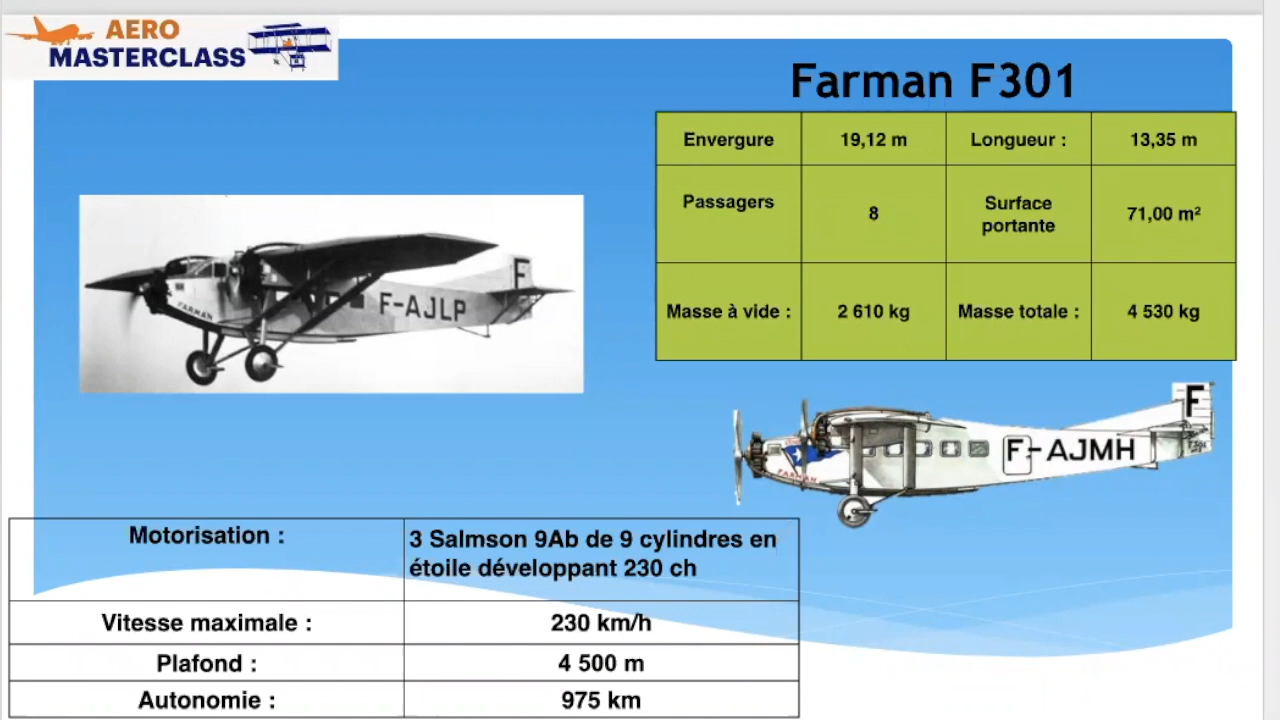 AERO
MASTERCLASS
Farman F301
Envergure
19,12 m
Longueur :
13,35 m
Passagers
8
Surface
portante
71,00 m²
Masse à vide :
2 610 kg
Masse totale :
4 530 kg
F
FARMAN
F-AJLP
F
F-AJMH
FARMAN
Motorisation :
3 Salmson 9Ab de 9 cylindres en
étoile développant 230 ch
Vitesse maximale :
230 km/h
Plafond :
4 500 m
Autonomie :
975 km